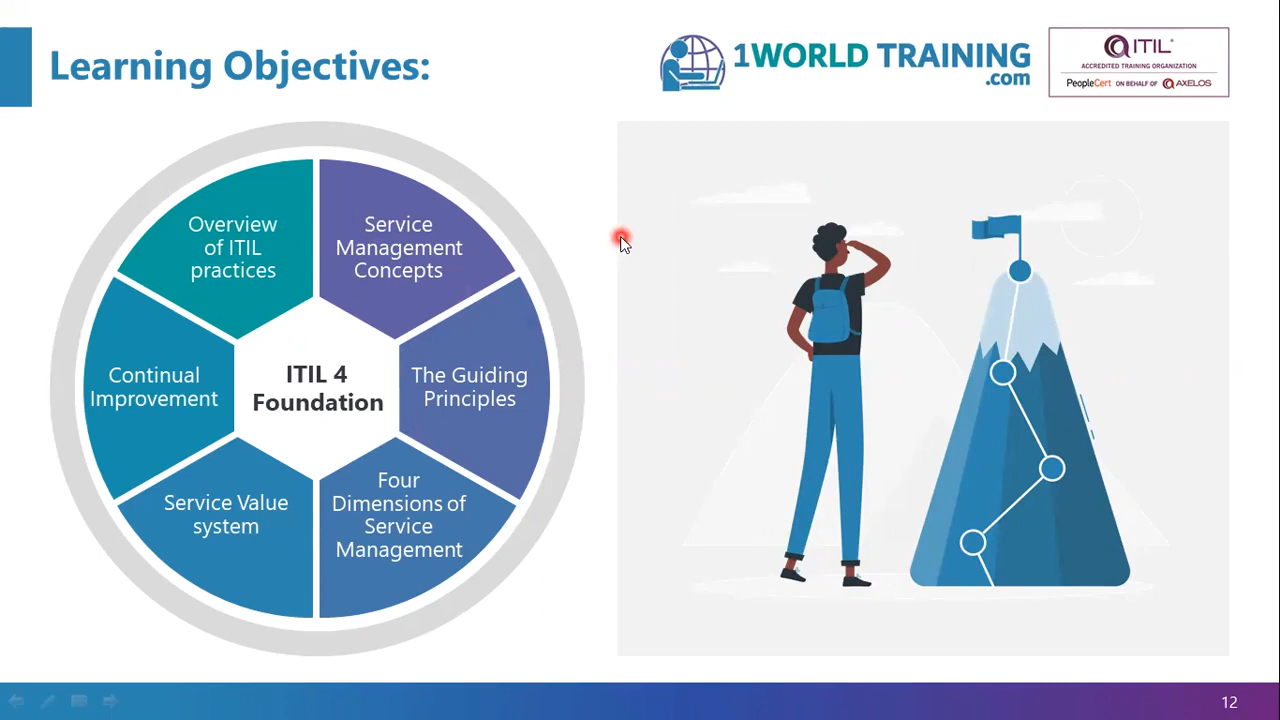 Learning Objectives:
1WORLD TRAINING
.com
ITIL®
ACCREDITED TRAINING ORGANIZATION
PeopleCert ON BEHALF OF AXELOS
Service
Management
Concepts
The Guiding
Principles
Four
Dimensions of
Service
Management
Service Value
system
Continual
Improvement
Overview
of ITIL
practices
ITIL 4
Foundation
12